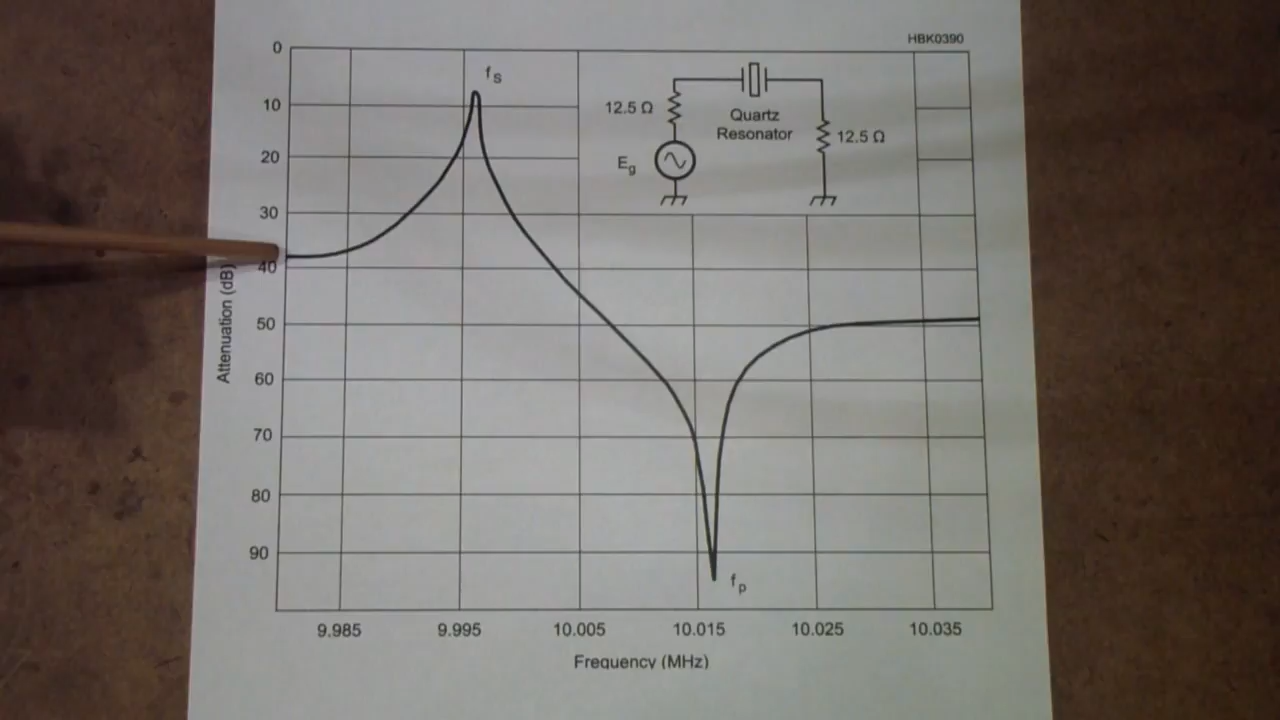 HBK0390
0
10
20
30
40
50
60
70
80
90
Attenuation (dB)
fS
12.5 Ω
Quartz
Resonator
12.5 Ω
Eg
fp
9.985
9.995
10.005
10.015
10.025
10.035
Frequency (MHz)